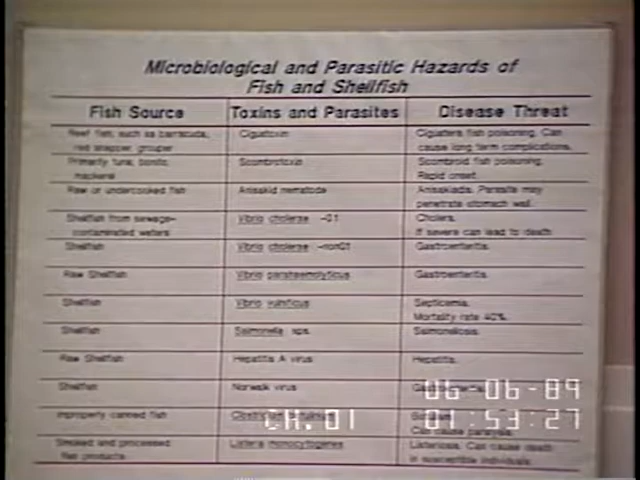 Microbiological and Parasitic Hazards of
Fish and Shellfish
Fish Source Toxins and Parasites Disease Threat
Reef fish, such as barracuda, Ciguatoxin Ciguatera fish poisoning. Can
red snapper, grouper cause long term complications.
Primarily tuna, bonito, Scombrotoxin Scombroid fish poisoning.
mackerel Rapid onset.
Raw or undercooked fish Anisakid nematode Anisakiasis. Parasite may
penetrate stomach wall.
Shellfish from sewage- Vibrio cholerae -01 Cholera.
contaminated waters If severe can lead to death.
Shellfish Vibrio cholerae -non01 Gastroenteritis.
Raw Shellfish Vibrio parahaemolyticus Gastroenteritis.
Shellfish Vibrio vulnificus Septicemia.
Mortality rate 40%.
Shellfish Salmonella sps. Salmonellosis.
Raw Shellfish Hepatitis A virus Hepatitis.
Shellfish Norwalk virus
06-06-89
Improperly canned fish
CH.01 01:53:27
Can cause paralysis.
Smoked and processed Listeria monocytogenes Listeriosis. Can cause death
fish products. in susceptible individuals.